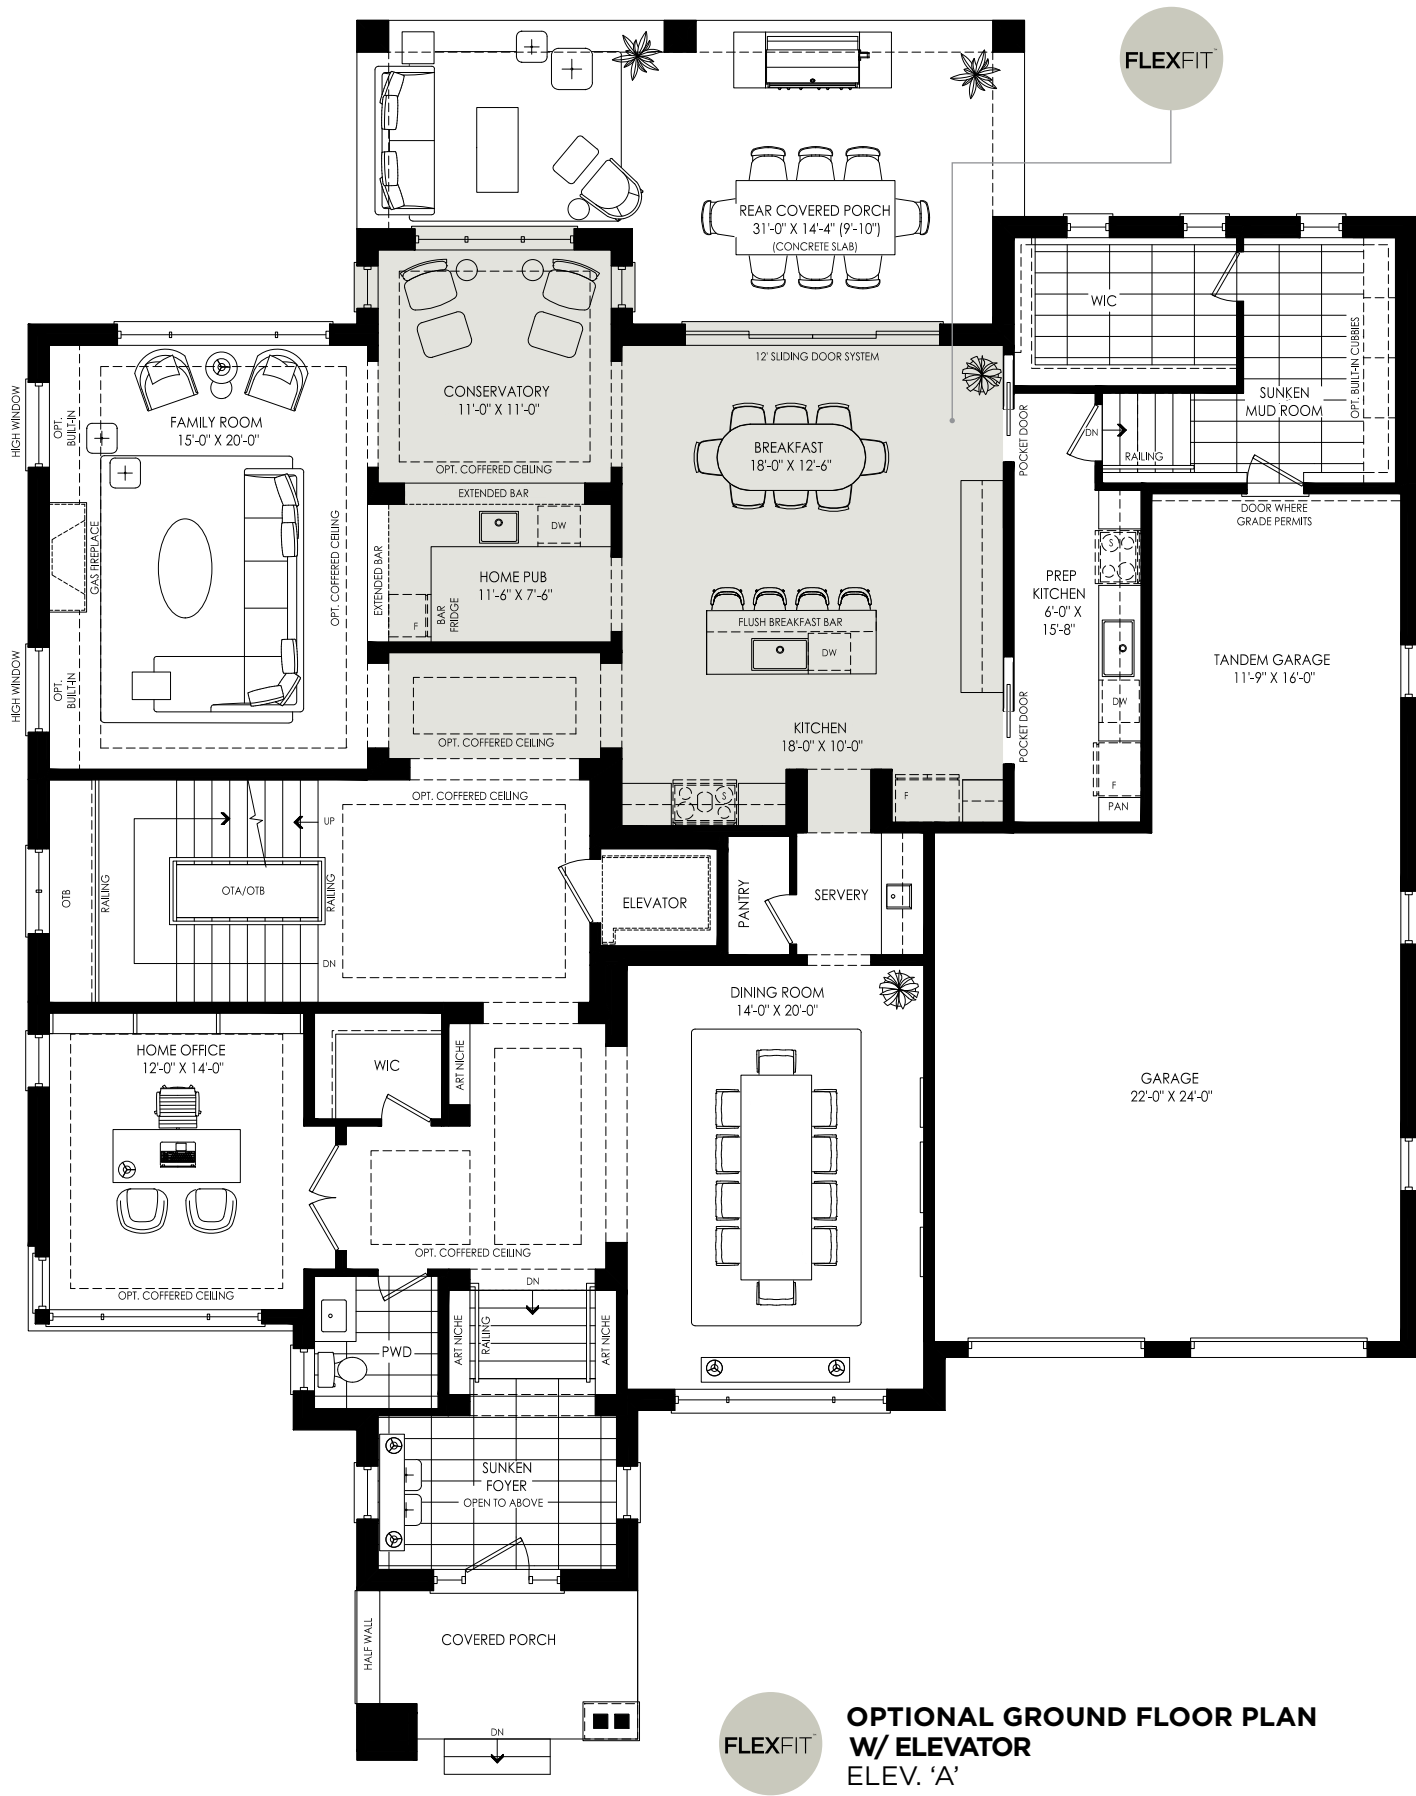 FLEXFIT™
REAR COVERED PORCH
31'-0" X 14'-4" (9'-10")
(CONCRETE SLAB)
WIC
OPT. BUILT-IN CUBBIES
SUNKEN
MUD ROOM
DN
RAILING
12' SLIDING DOOR SYSTEM
CONSERVATORY
11'-0" X 11'-0"
OPT. COFFERED CEILING
HIGH WINDOW
OPT.
BUILT-IN
FAMILY ROOM
15'-0" X 20'-0"
GAS FIREPLACE
OPT. COFFERED CEILING
HIGH WINDOW
OPT.
BUILT-IN
EXTENDED BAR
EXTENDED BAR
DW
HOME PUB
11'-6" X 7'-6"
F
BAR
FRIDGE
BREAKFAST
18'-0" X 12'-6"
FLUSH BREAKFAST BAR
DW
KITCHEN
18'-0" X 10'-0"
S
F
POCKET DOOR
POCKET DOOR
PREP
KITCHEN
6'-0" X
15'-8"
S
DW
F
PAN
DOOR WHERE
GRADE PERMITS
TANDEM GARAGE
11'-9" X 16'-0"
OPT. COFFERED CEILING
OPT. COFFERED CEILING
OTB
RAILING
OTA/OTB
RAILING
UP
DN
ELEVATOR
PANTRY
SERVERY
DINING ROOM
14'-0" X 20'-0"
HOME OFFICE
12'-0" X 14'-0"
OPT. COFFERED CEILING
WIC
ART NICHE
OPT. COFFERED CEILING
GARAGE
22'-0" X 24'-0"
DN
ART NICHE
RAILING
ART NICHE
PWD
SUNKEN
FOYER
OPEN TO ABOVE
HALF WALL
COVERED PORCH
DN
FLEXFIT™
OPTIONAL GROUND FLOOR PLAN
W/ ELEVATOR
ELEV. 'A'